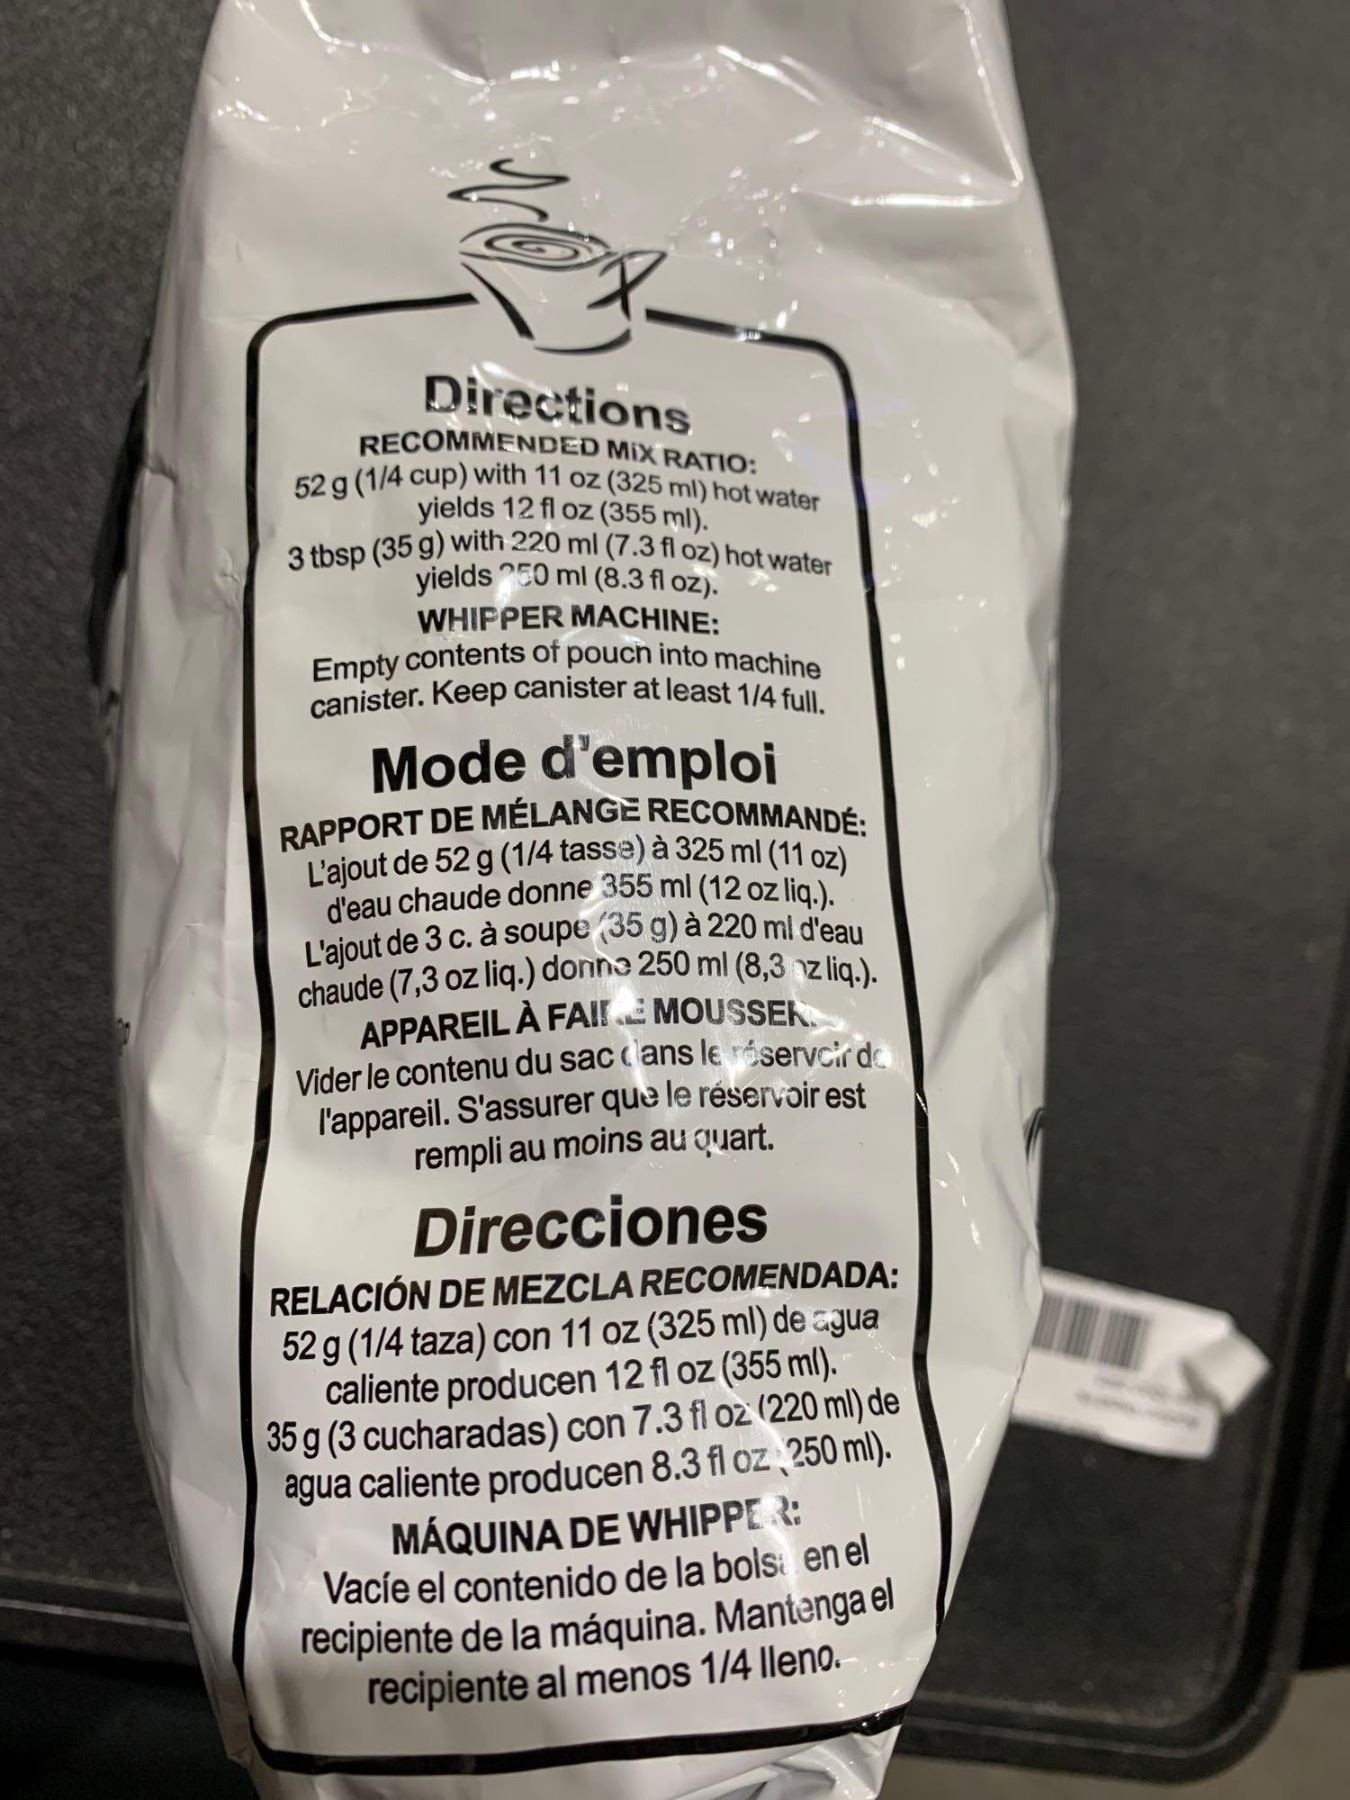 Directions
RECOMMENDED MiX RATIO:
52 g (1/4 cup) with 11 oz (325 ml) hot water
yields 12 fl oz (355 ml).
3 tbsp (35 g) with 220 ml (7.3 fl oz) hot water
yields 250 ml (8.3 fl oz).
WHIPPER MACHINE:
Empty contents of pouch into machine
canister. Keep canister at least 1/4 full.
Mode d'emploi
RAPPORT DE MÉLANGE RECOMMANDÉ:
L'ajout de 52 g (1/4 tasse) à 325 ml (11 oz)
d'eau chaude donne 355 ml (12 oz liq.).
L'ajout de 3 c. à soupe (35 g) à 220 ml d'eau
chaude (7,3 oz liq.) donne 250 ml (8,3 oz liq.).
APPAREIL À FAIRE MOUSSER:
Vider le contenu du sac dans le réservoir de
l'appareil. S'assurer que le réservoir est
rempli au moins au quart.
Direcciones
RELACIÓN DE MEZCLA RECOMENDADA:
52 g (1/4 taza) con 11 oz (325 ml) de agua
caliente producen 12 fl oz (355 ml).
35 g (3 cucharadas) con 7.3 fl oz (220 ml) de
agua caliente producen 8.3 fl oz (250 ml).
MÁQUINA DE WHIPPER:
Vacíe el contenido de la bolsa en el
recipiente de la máquina. Mantenga el
recipiente al menos 1/4 lleno.